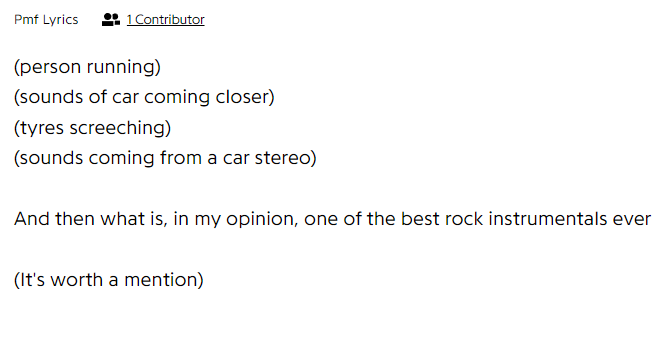 Pmf Lyrics 1 Contributor
(person running)
(sounds of car coming closer)
(tyres screeching)
(sounds coming from a car stereo)
And then what is, in my opinion, one of the best rock instrumentals ever
(It's worth a mention)